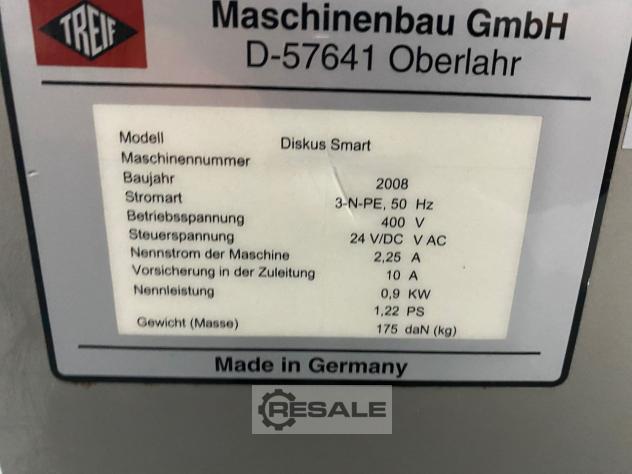 TREIF
Maschinenbau GmbH
D-57641 Oberlahr
Modell Diskus Smart
Maschinennummer
Baujahr 2008
Stromart 3-N-PE, 50 Hz
Betriebsspannung 400 V
Steuerspannung 24 V/DC V AC
Nennstrom der Maschine 2,25 A
Vorsicherung in der Zuleitung 10 A
Nennleistung 0,9 KW
1,22 PS
Gewicht (Masse) 175 daN (kg)
Made in Germany
RESALE